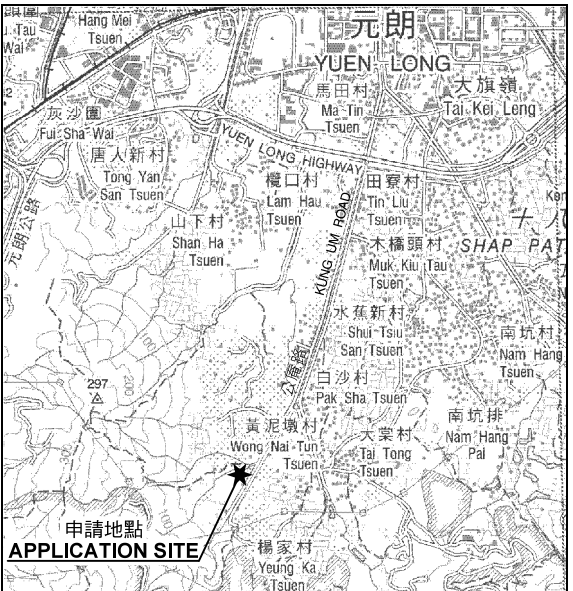 Hang Mei
Tsuen
Tau
Wai
元朗
YUEN LONG
馬田村
Ma Tin
Tsuen
大旗嶺
Tai Kei Leng
灰沙圍
Fui Sha Wai
唐人新村
Tong Yan
San Tsuen
YUEN LONG HIGHWAY
欖口村
Lam Hau
Tsuen
田寮村
Tin Liu
Tsuen
元朗公路
山下村
Shan Ha
Tsuen
KUNG UM ROAD
公庵路
木橋頭村
Muk Kiu Tau
Tsuen
十八
SHAP PAT
水蕉新村
Shui Tsiu
San Tsuen
南坑村
Nam Hang
Tsuen
100
200
297
白沙村
Pak Sha Tsuen
黃泥墩村
Wong Nai Tun
Tsuen
大棠村
Tai Tong
Tsuen
南坑排
Nam Hang
Pai
申請地點
APPLICATION SITE
楊家村
Yeung Ka
Tsuen